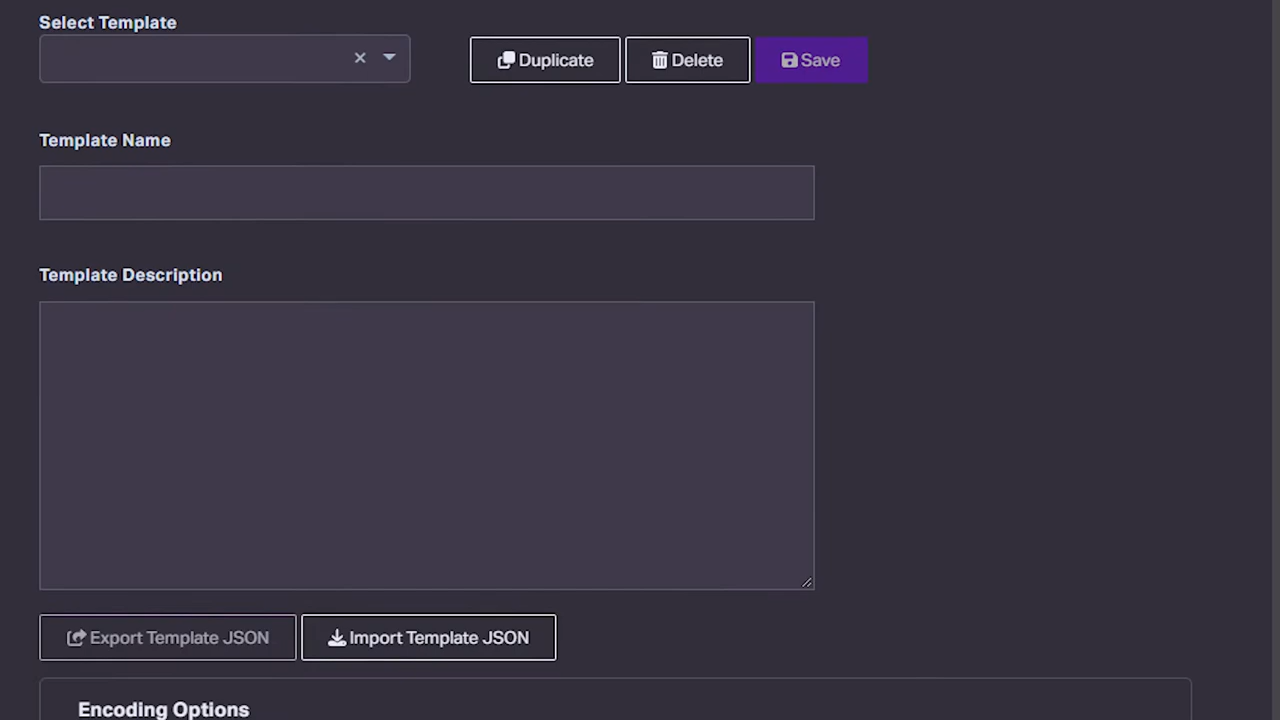 Select Template
Duplicate
Delete
Save
Template Name
Template Description
Export Template JSON
Import Template JSON
Encoding Options